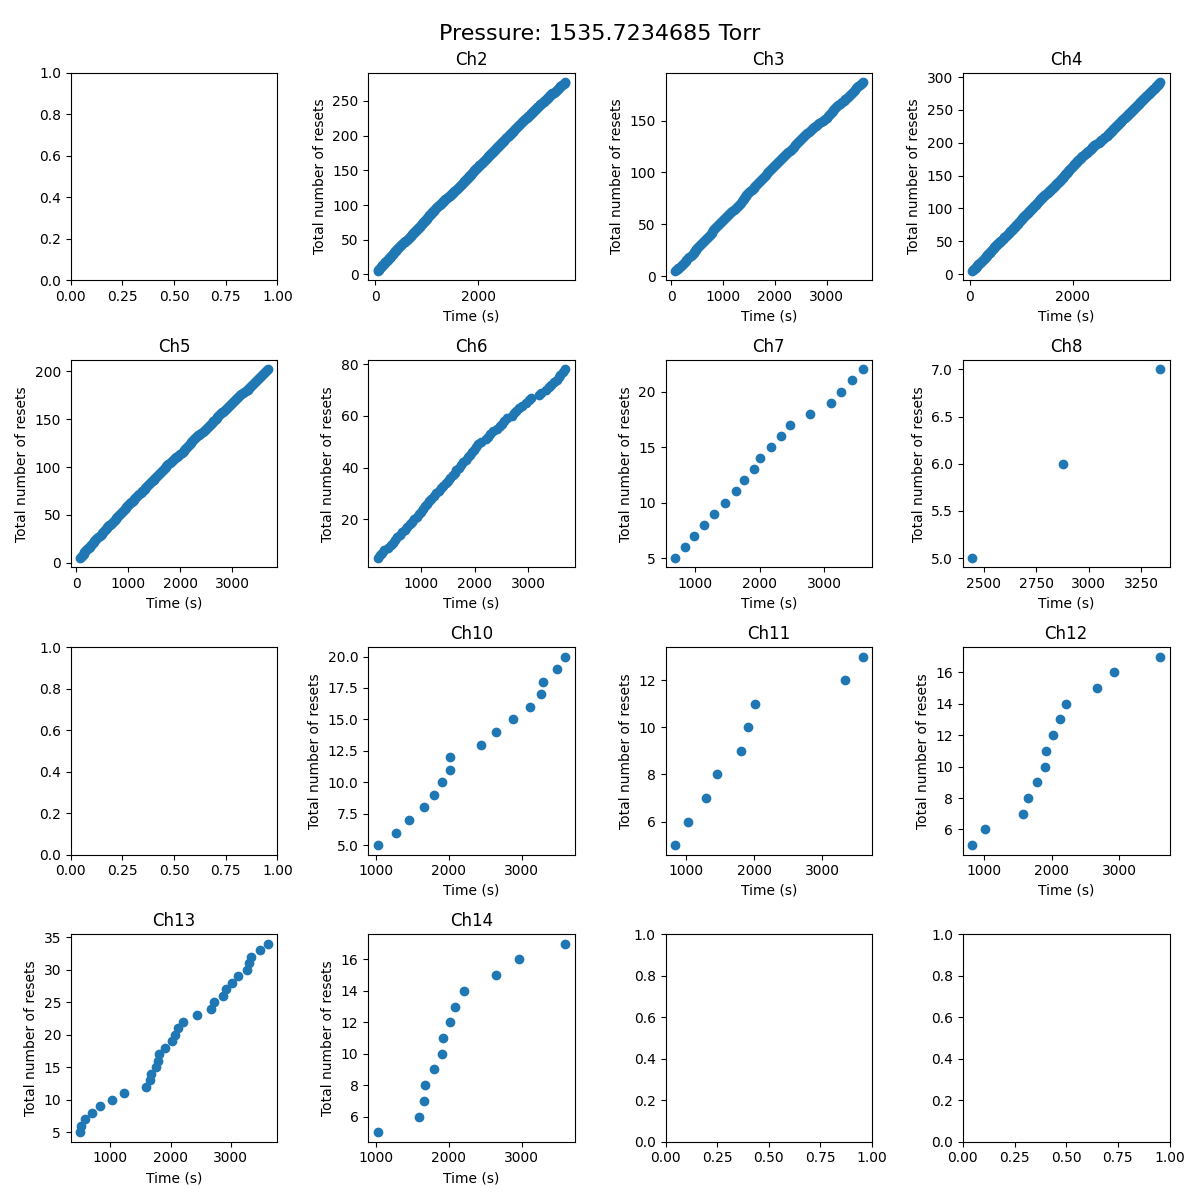 Pressure: 1535.7234685 Torr
1.0
0.8
0.6
0.4
0.2
0.0
0.00 0.25 0.50 0.75 1.00
Ch2
Total number of resets
250
200
150
100
50
0
0 2000
Time (s)
Ch3
Total number of resets
150
100
50
0
0 1000 2000 3000
Time (s)
Ch4
Total number of resets
300
250
200
150
100
50
0
0 2000
Time (s)
Ch5
Total number of resets
200
150
100
50
0
0 1000 2000 3000
Time (s)
Ch6
Total number of resets
80
60
40
20
1000 2000 3000
Time (s)
Ch7
Total number of resets
20
15
10
5
1000 2000 3000
Time (s)
Ch8
Total number of resets
7.0
6.5
6.0
5.5
5.0
2500 2750 3000 3250
Time (s)
1.0
0.8
0.6
0.4
0.2
0.0
0.00 0.25 0.50 0.75 1.00
Ch10
Total number of resets
20.0
17.5
15.0
12.5
10.0
7.5
5.0
1000 2000 3000
Time (s)
Ch11
Total number of resets
12
10
8
6
1000 2000 3000
Time (s)
Ch12
Total number of resets
16
14
12
10
8
6
1000 2000 3000
Time (s)
Ch13
Total number of resets
35
30
25
20
15
10
5
1000 2000 3000
Time (s)
Ch14
Total number of resets
16
14
12
10
8
6
1000 2000 3000
Time (s)
1.0
0.8
0.6
0.4
0.2
0.0
0.00 0.25 0.50 0.75 1.00
1.0
0.8
0.6
0.4
0.2
0.0
0.00 0.25 0.50 0.75 1.00